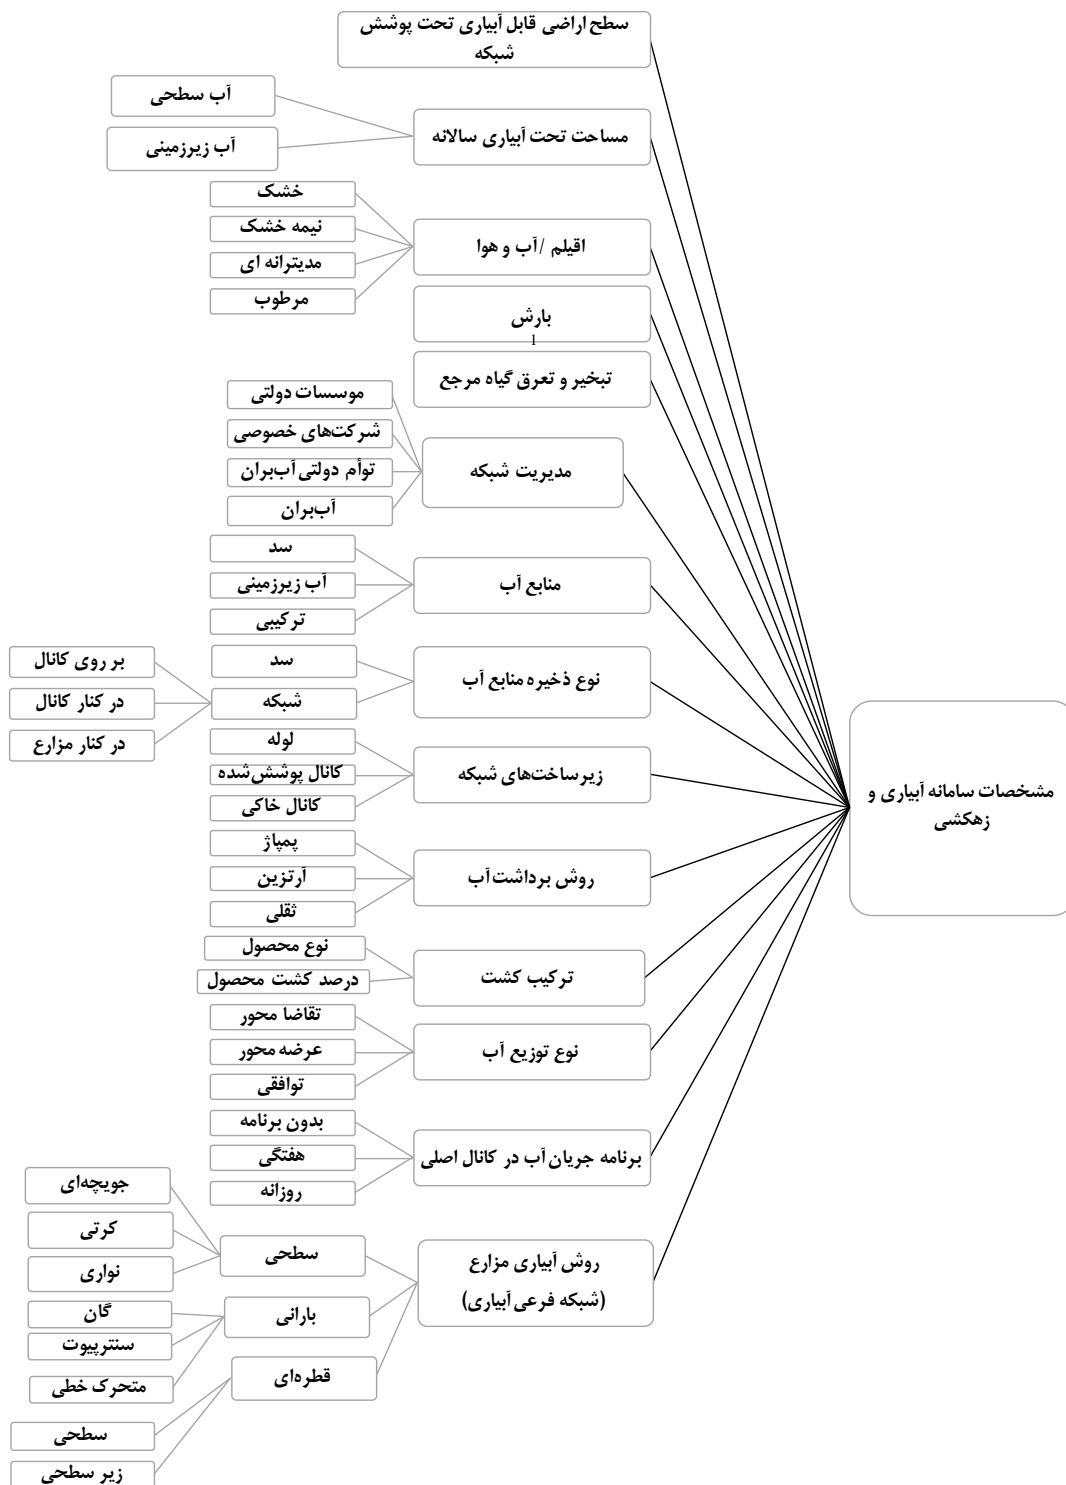 سطح اراضی قابل آبیاری تحت پوشش
شبکه
آب سطحی
مساحت تحت آبیاری سالانه
آب زیرزمینی
خشک
نیمه خشک
اقیلم /آب و هوا
مدیترانه ای
مرطوب
بارش
1
تبخیر و تعرق گیاه مرجع
موسسات دولتی
شرکت‌های خصوصی
مدیریت شبکه
توأم دولتی آب‌بران
آب‌بران
سد
منابع آب
آب زیرزمینی
ترکیبی
نوع ذخیره منابع آب
سد
شبکه
بر روی کانال
در کنار کانال
در کنار مزارع
لوله
زیرساخت‌های شبکه
کانال پوشش‌شده
کانال خاکی
مشخصات سامانه آبیاری و
زهکشی
پمپاژ
روش برداشت آب
آرتزین
ثقلی
نوع محصول
ترکیب کشت
درصد کشت محصول
تقاضا محور
نوع توزیع آب
عرضه محور
توافقی
بدون برنامه
برنامه جریان آب در کانال اصلی
هفتگی
روزانه
روش آبیاری مزارع
(شبکه فرعی آبیاری)
سطحی
جویچه‌ای
کرتی
نواری
بارانی
گان
سنترپیوت
متحرک خطی
قطره‌ای
سطحی
زیر سطحی